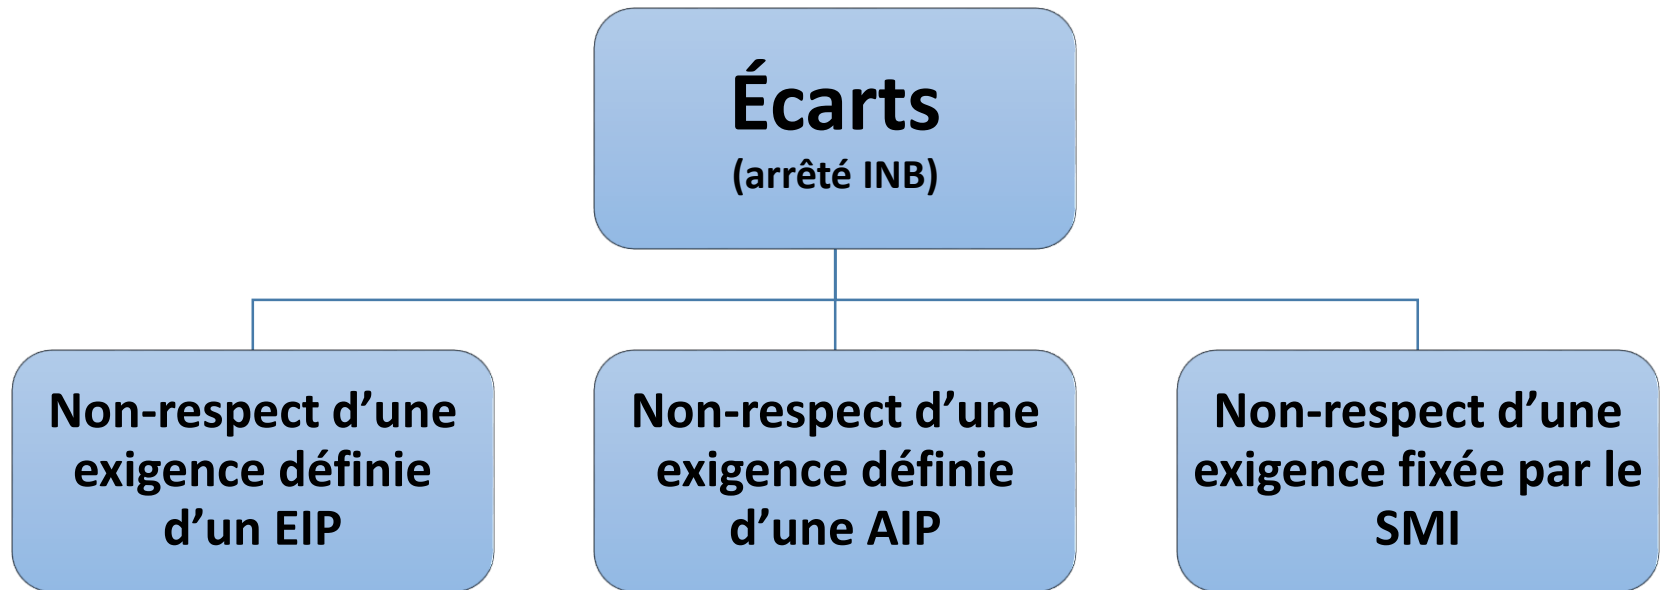 Écarts
(arrêté INB)
Non-respect d’une
exigence définie
d’un EIP
Non-respect d’une
exigence définie
d’une AIP
Non-respect d’une
exigence fixée par le
SMI